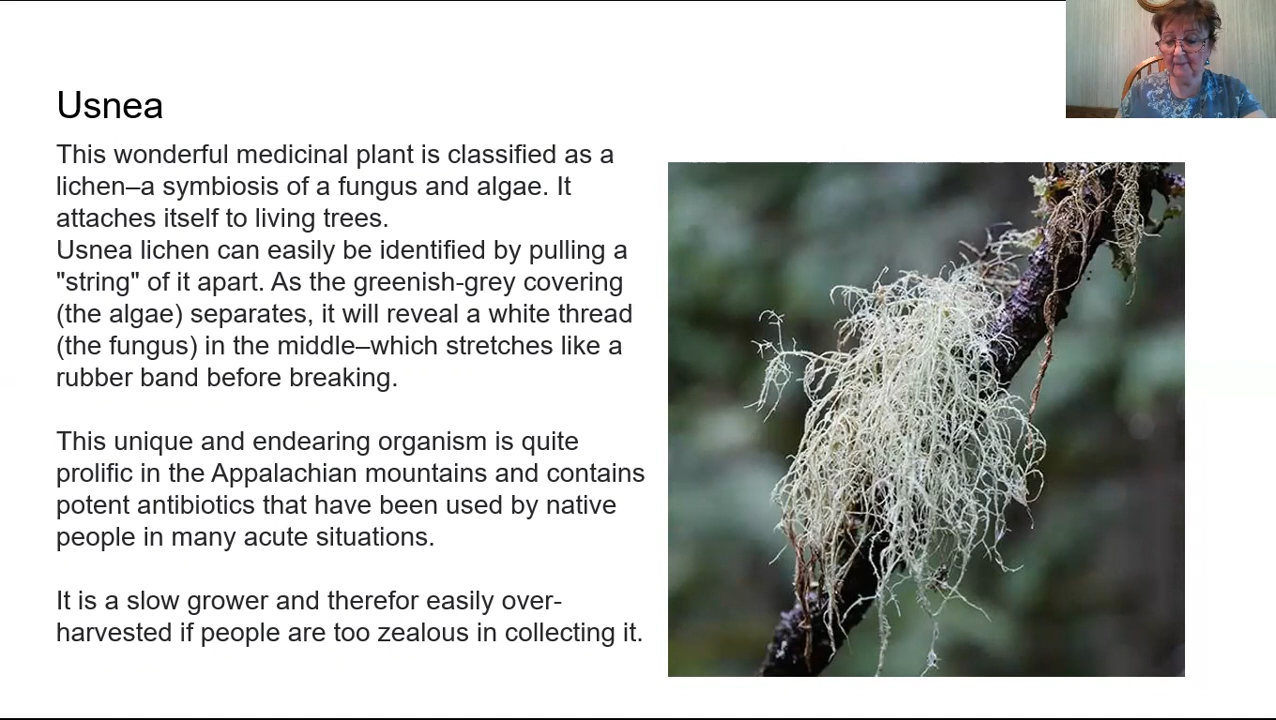 Usnea
This wonderful medicinal plant is classified as a
lichen–a symbiosis of a fungus and algae. It
attaches itself to living trees.
Usnea lichen can easily be identified by pulling a
"string" of it apart. As the greenish-grey covering
(the algae) separates, it will reveal a white thread
(the fungus) in the middle–which stretches like a
rubber band before breaking.
This unique and endearing organism is quite
prolific in the Appalachian mountains and contains
potent antibiotics that have been used by native
people in many acute situations.
It is a slow grower and therefor easily over-
harvested if people are too zealous in collecting it.